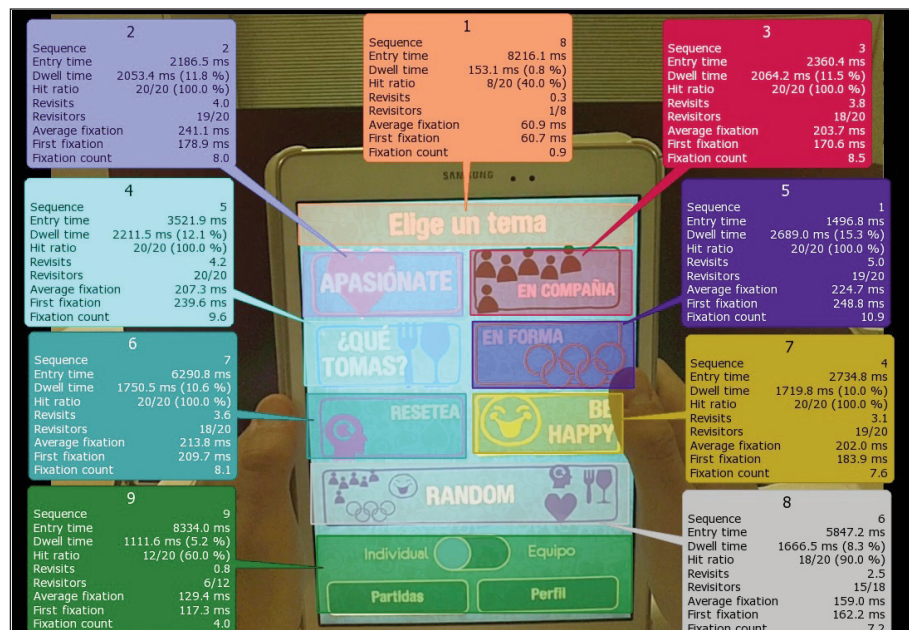 2
Sequence 2
Entry time 2186.5 ms
Dwell time 2053.4 ms (11.8 %)
Hit ratio 20/20 (100.0 %)
Revisits 4.0
Revisitors 19/20
Average fixation 241.1 ms
First fixation 178.9 ms
Fixation count 8.0
1
Sequence 8
Entry time 8216.1 ms
Dwell time 153.1 ms (0.8 %)
Hit ratio 8/20 (40.0 %)
Revisits 0.3
Revisitors 1/8
Average fixation 60.9 ms
First fixation 60.7 ms
Fixation count 0.9
3
Sequence 3
Entry time 2360.4 ms
Dwell time 2064.2 ms (11.5 %)
Hit ratio 20/20 (100.0 %)
Revisits 3.8
Revisitors 18/20
Average fixation 203.7 ms
First fixation 170.6 ms
Fixation count 8.5
4
Sequence 5
Entry time 3521.9 ms
Dwell time 2211.5 ms (12.1 %)
Hit ratio 20/20 (100.0 %)
Revisits 4.2
Revisitors 20/20
Average fixation 207.3 ms
First fixation 239.6 ms
Fixation count 9.6
5
Sequence 1
Entry time 1496.8 ms
Dwell time 2689.0 ms (15.3 %)
Hit ratio 20/20 (100.0 %)
Revisits 5.0
Revisitors 19/20
Average fixation 224.7 ms
First fixation 248.8 ms
Fixation count 10.9
6
Sequence 7
Entry time 6290.8 ms
Dwell time 1750.5 ms (10.6 %)
Hit ratio 20/20 (100.0 %)
Revisits 3.6
Revisitors 18/20
Average fixation 213.8 ms
First fixation 209.7 ms
Fixation count 8.1
7
Sequence 4
Entry time 2734.8 ms
Dwell time 1719.8 ms (10.0 %)
Hit ratio 20/20 (100.0 %)
Revisits 3.1
Revisitors 19/20
Average fixation 202.0 ms
First fixation 183.9 ms
Fixation count 7.6
9
Sequence 9
Entry time 8334.0 ms
Dwell time 1111.6 ms (5.2 %)
Hit ratio 12/20 (60.0 %)
Revisits 0.8
Revisitors 6/12
Average fixation 129.4 ms
First fixation 117.3 ms
Fixation count 4.0
8
Sequence 6
Entry time 5847.2 ms
Dwell time 1666.5 ms (8.3 %)
Hit ratio 18/20 (90.0 %)
Revisits 2.5
Revisitors 15/18
Average fixation 159.0 ms
First fixation 162.2 ms
Fixation count 7.2
SAMSUNG
Elige un tema
APASIÓNATE
EN COMPAÑIA
¿QUÉ
TOMAS?
EN FORMA
RESETEA
BE
HAPPY
RANDOM
Individual Equipo
Partidas Perfil